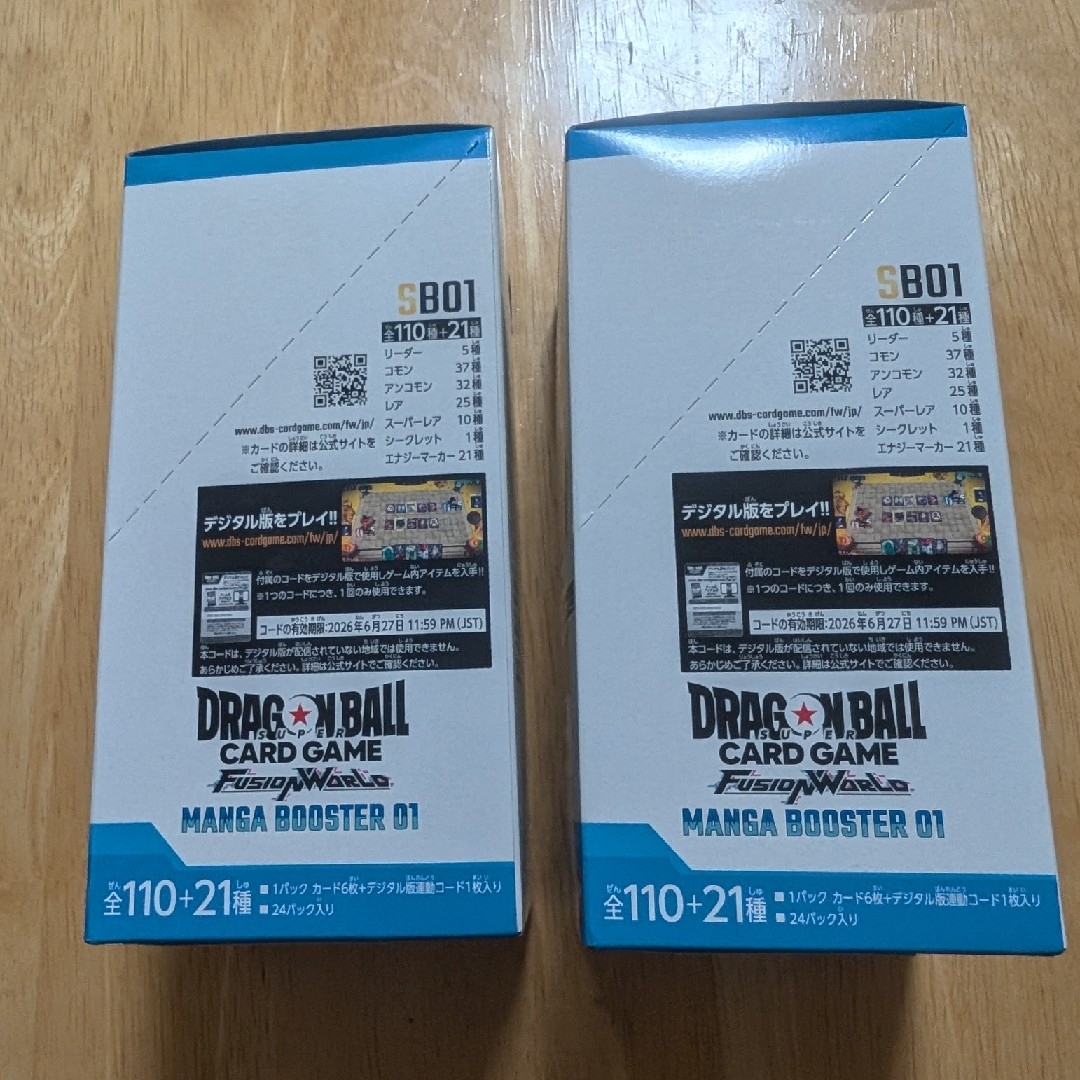 SB01
全110種+21種
リーダー 5種
コモン 37種
アンコモン 32種
レア 25種
スーパーレア 10種
シークレット 1種
エナジーマーカー 21種
www.dbs-cardgame.com/fw/jp/
※カードの詳細は公式サイトを
ご確認ください。
デジタル版をプレイ!!
www.dbs-cardgame.com/fw/jp/
付属のコードをデジタル版で使用しゲーム内アイテムを入手!!
※1つのコードにつき、1回のみ使用できます。
コードの有効期限:2026年6月27日 11:59 PM (JST)
本コードは、デジタル版が配信されていない地域では使用できません。
あらかじめご了承ください。詳細は公式サイトでご確認ください。
DRAGON BALL
SUPER
CARD GAME
FUSION WORLD
MANGA BOOSTER 01
全110+21種
■ 1パック カード6枚+デジタル版連動コード1枚入り
■ 24パック入り
SB01
全110種+21種
リーダー 5種
コモン 37種
アンコモン 32種
レア 25種
スーパーレア 10種
シークレット 1種
エナジーマーカー 21種
www.dbs-cardgame.com/fw/jp/
※カードの詳細は公式サイトを
ご確認ください。
デジタル版をプレイ!!
www.dbs-cardgame.com/fw/jp/
付属のコードをデジタル版で使用しゲーム内アイテムを入手!!
※1つのコードにつき、1回のみ使用できます。
コードの有効期限:2026年6月27日 11:59 PM (JST)
本コードは、デジタル版が配信されていない地域では使用できません。
あらかじめご了承ください。詳細は公式サイトでご確認ください。
DRAGON BALL
SUPER
CARD GAME
FUSION WORLD
MANGA BOOSTER 01
全110+21種
■ 1パック カード6枚+デジタル版連動コード1枚入り
■ 24パック入り